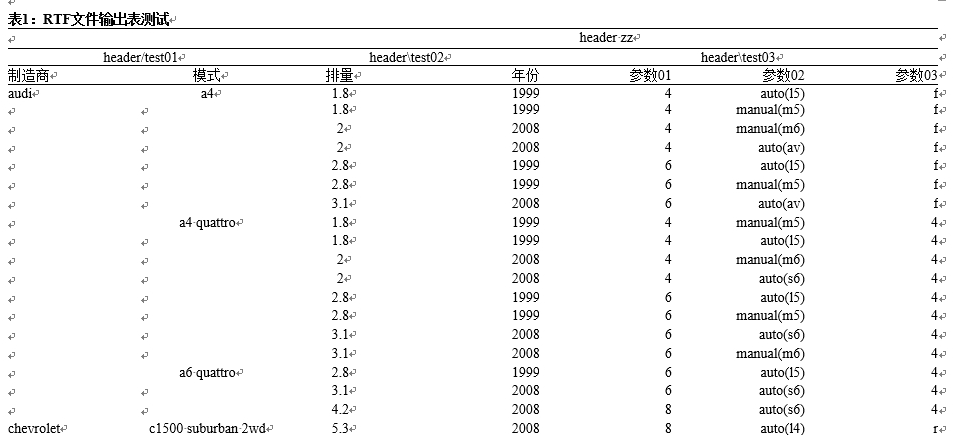 表1：RTF文件输出表测试
header zz
header/test01 header\test02 header\test03
制造商 模式 排量 年份 参数01 参数02 参数03
audi a4 1.8 1999 4 auto(l5) f
1.8 1999 4 manual(m5) f
2 2008 4 manual(m6) f
2 2008 4 auto(av) f
2.8 1999 6 auto(l5) f
2.8 1999 6 manual(m5) f
3.1 2008 6 auto(av) f
a4 quattro 1.8 1999 4 manual(m5) 4
1.8 1999 4 auto(l5) 4
2 2008 4 manual(m6) 4
2 2008 4 auto(s6) 4
2.8 1999 6 auto(l5) 4
2.8 1999 6 manual(m5) 4
3.1 2008 6 auto(s6) 4
3.1 2008 6 manual(m6) 4
a6 quattro 2.8 1999 6 auto(l5) 4
3.1 2008 6 auto(s6) 4
4.2 2008 8 auto(s6) 4
chevrolet c1500 suburban 2wd 5.3 2008 8 auto(l4) r